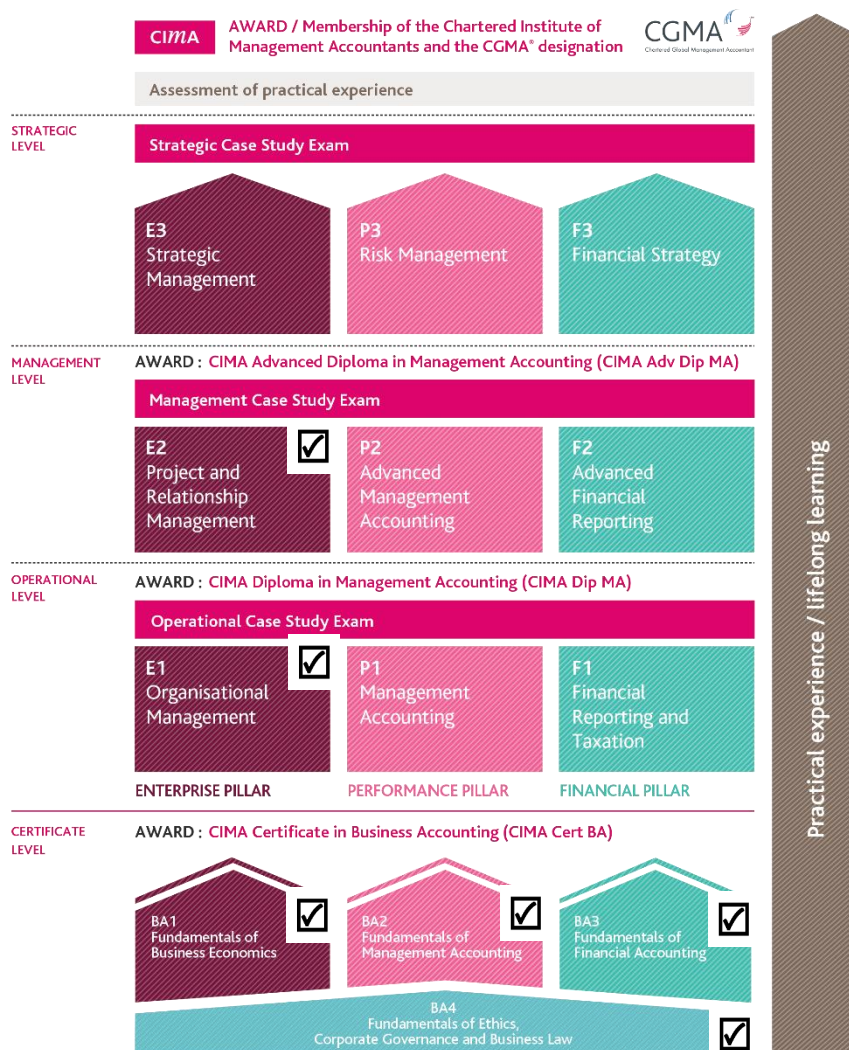 CIMA
AWARD / Membership of the Chartered Institute of
Management Accountants and the CGMA® designation
CGMA
Chartered Global Management Accountant
Assessment of practical experience
STRATEGIC
LEVEL
Strategic Case Study Exam
E3
Strategic
Management
P3
Risk Management
F3
Financial Strategy
MANAGEMENT
LEVEL
AWARD : CIMA Advanced Diploma in Management Accounting (CIMA Adv Dip MA)
Management Case Study Exam
E2
Project and
Relationship
Management
P2
Advanced
Management
Accounting
F2
Advanced
Financial
Reporting
OPERATIONAL
LEVEL
AWARD : CIMA Diploma in Management Accounting (CIMA Dip MA)
Operational Case Study Exam
E1
Organisational
Management
P1
Management
Accounting
F1
Financial
Reporting and
Taxation
ENTERPRISE PILLAR
PERFORMANCE PILLAR
FINANCIAL PILLAR
CERTIFICATE
LEVEL
AWARD : CIMA Certificate in Business Accounting (CIMA Cert BA)
BA1
Fundamentals of
Business Economics
BA2
Fundamentals of
Management Accounting
BA3
Fundamentals of
Financial Accounting
BA4
Fundamentals of Ethics,
Corporate Governance and Business Law
Practical experience / lifelong learning